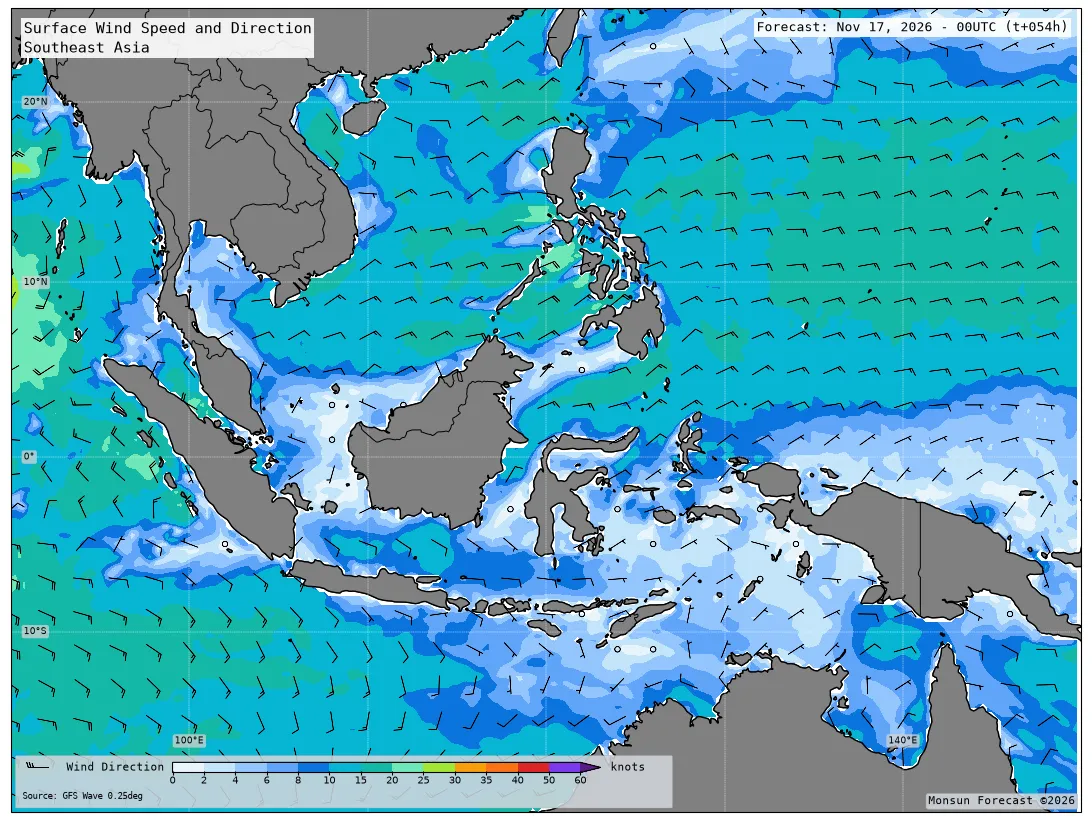 Surface Wind Speed and Direction
Southeast Asia
Forecast: Nov 17, 2026 - 00UTC (t+054h)
20°N
10°N
0°
10°S
100°E
140°E
Wind Direction
0 2 4 6 8 10 15 20 25 30 35 40 50 60
knots
Source: GFS Wave 0.25deg
Monsun Forecast ©2026